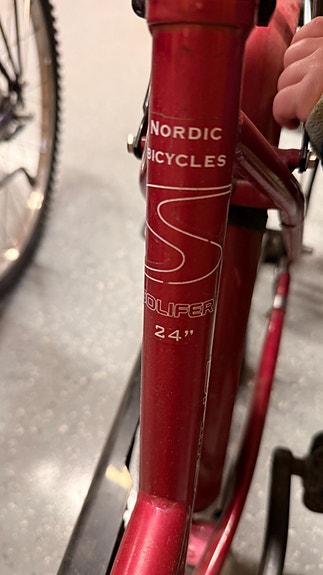 NORDIC
BICYCLES
S
SOLIFER
24"